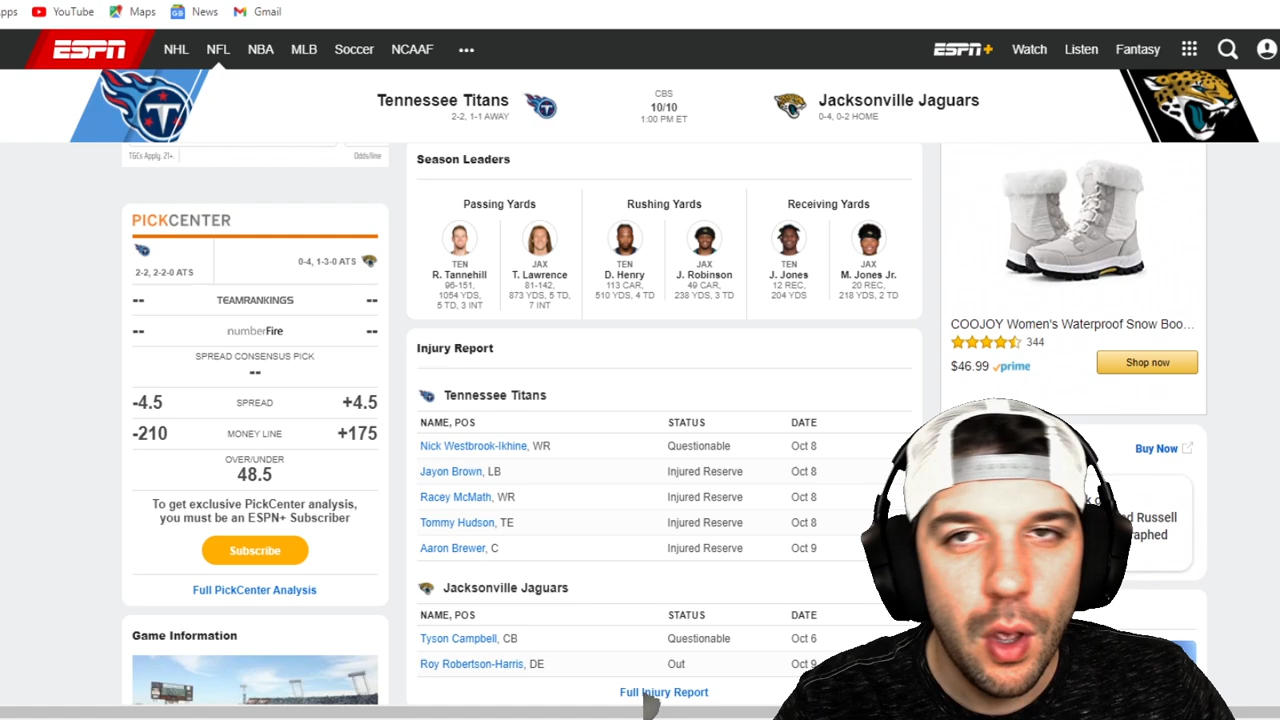 YouTube
Maps
News
Gmail
ESPN
NHL
NFL
NBA
MLB
Soccer
NCAAF
ESPN+
Watch
Listen
Fantasy
Tennessee Titans
2-2, 1-1 AWAY
CBS
10/10
1:00 PM ET
Jacksonville Jaguars
0-4, 0-2 HOME
T&Cs Apply. 21+.
Odds/line
PICKCENTER
2-2, 2-2-0 ATS
0-4, 1-3-0 ATS
-- TEAMRANKINGS --
-- numberFire --
SPREAD CONSENSUS PICK
--
-4.5 SPREAD +4.5
-210 MONEY LINE +175
OVER/UNDER
48.5
To get exclusive PickCenter analysis,
you must be an ESPN+ Subscriber
Subscribe
Full PickCenter Analysis
Game Information
Season Leaders
Passing Yards
TEN
R. Tannehill
96-151,
1054 YDS,
5 TD, 3 INT
JAX
T. Lawrence
81-142,
873 YDS, 5 TD,
7 INT
Rushing Yards
TEN
D. Henry
113 CAR,
510 YDS, 4 TD
JAX
J. Robinson
49 CAR,
238 YDS, 3 TD
Receiving Yards
TEN
J. Jones
12 REC,
204 YDS
JAX
M. Jones Jr.
20 REC,
218 YDS, 2 TD
Injury Report
Tennessee Titans
NAME, POS STATUS DATE
Nick Westbrook-Ikhine, WR Questionable Oct 8
Jayon Brown, LB Injured Reserve Oct 8
Racey McMath, WR Injured Reserve Oct 8
Tommy Hudson, TE Injured Reserve Oct 8
Aaron Brewer, C Injured Reserve Oct 9
Jacksonville Jaguars
NAME, POS STATUS DATE
Tyson Campbell, CB Questionable Oct 6
Roy Robertson-Harris, DE Out Oct 9
Full Injury Report
COOJOY Women's Waterproof Snow Boo...
344
$46.99 prime
Shop now
Buy Now
Russell